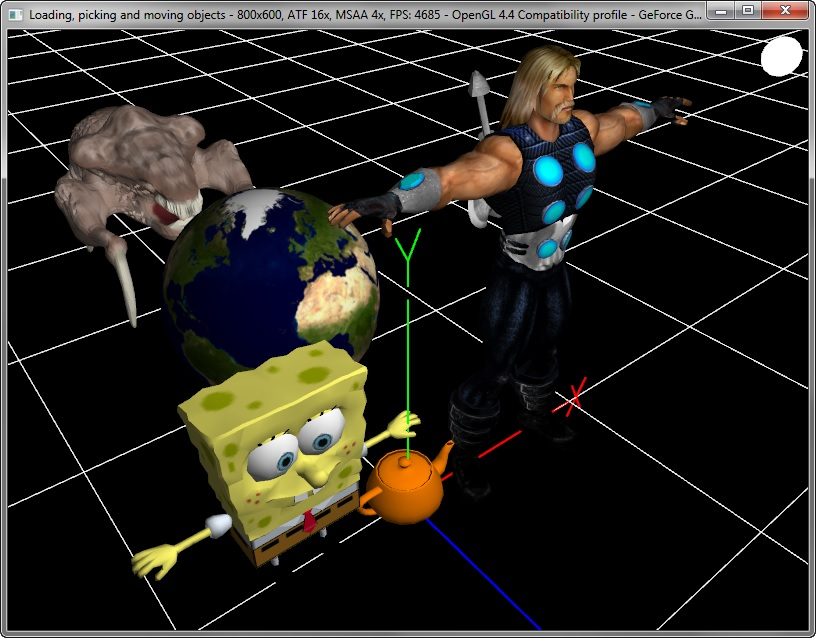 Loading, picking and moving objects - 800x600, ATF 16x, MSAA 4x, FPS: 4685 - OpenGL 4.4 Compatibility profile - GeForce G...
Y
X